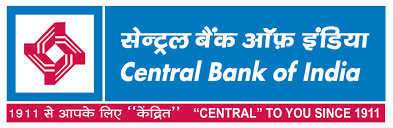 सेन्ट्रल बैंक ऑफ़ इंडिया
Central Bank of India
1911 से आपके लिए “केंद्रित” “CENTRAL” TO YOU SINCE 1911